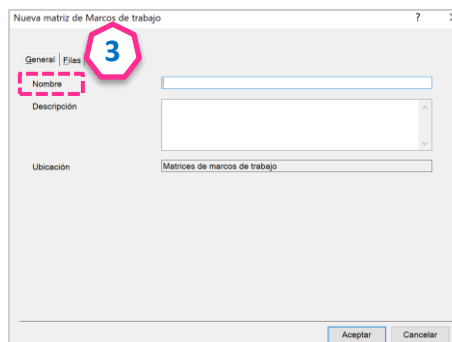 Nueva matriz de Marcos de trabajo ?
General Filas
3
Nombre
Descripción
Ubicación Matrices de marcos de trabajo
Aceptar Cancelar